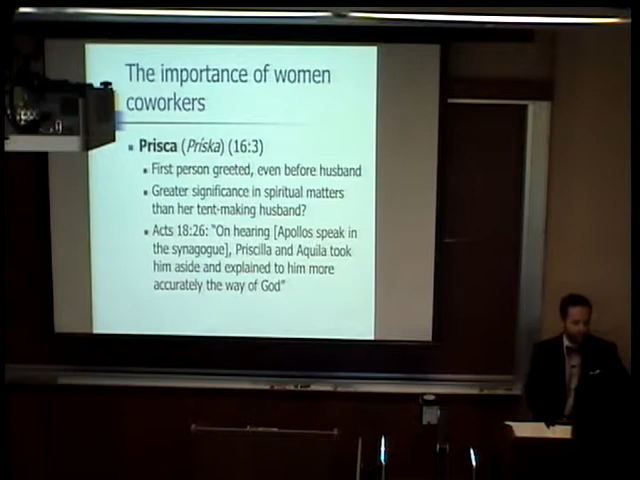 The importance of women
coworkers
Prisca (Príska) (16:3)
First person greeted, even before husband
Greater significance in spiritual matters
than her tent-making husband?
Acts 18:26: “On hearing [Apollos speak in
the synagogue], Priscilla and Aquila took
him aside and explained to him more
accurately the way of God”